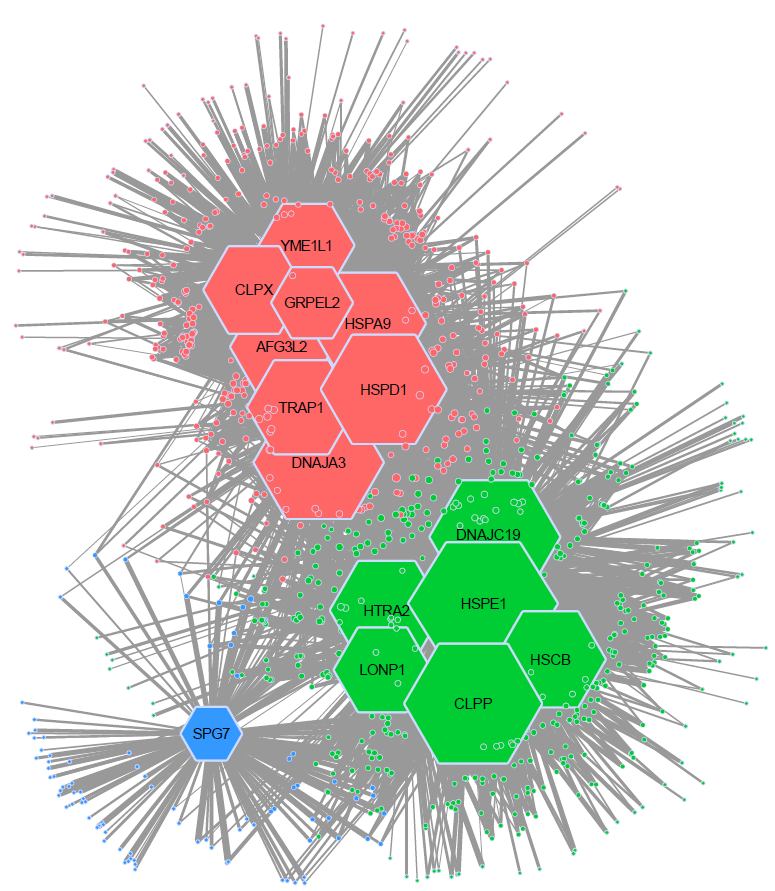 YME1L1
CLPX
GRPEL2
HSPA9
AFG3L2
HSPD1
TRAP1
DNAJA3
DNAJC19
HSPE1
HTRA2
HSCB
LONP1
CLPP
SPG7